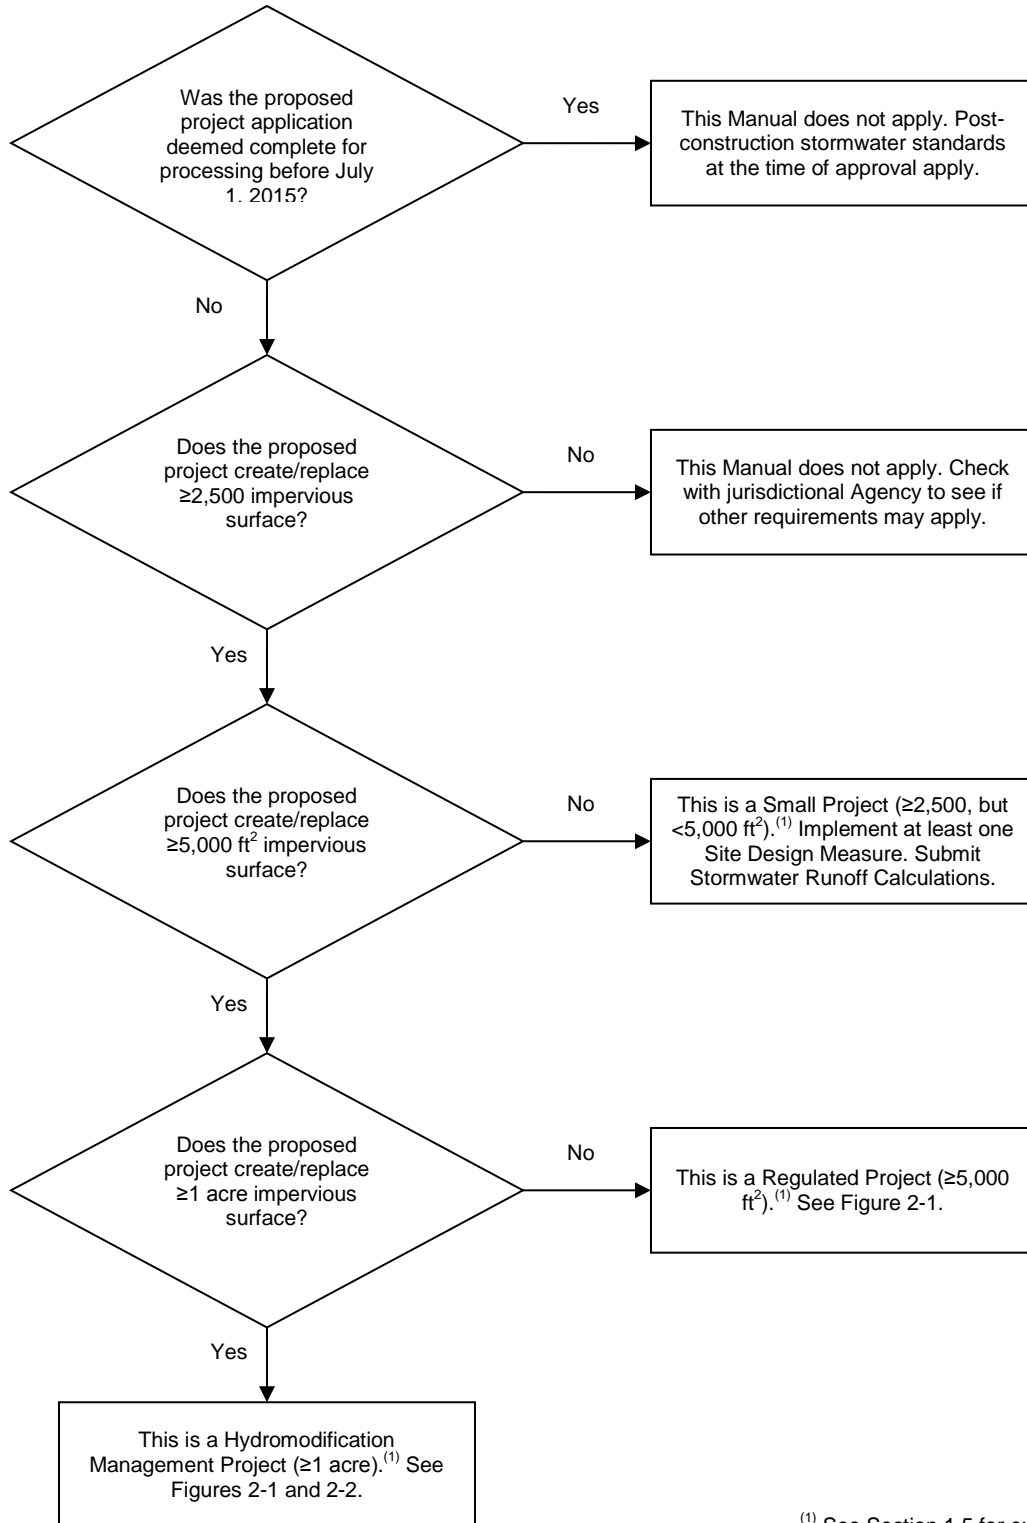 Was the proposed
project application
deemed complete for
processing before July
1, 2015?
Yes
This Manual does not apply. Post-
construction stormwater standards
at the time of approval apply.
No
Does the proposed
project create/replace
≥2,500 impervious
surface?
No
This Manual does not apply. Check
with jurisdictional Agency to see if
other requirements may apply.
Yes
Does the proposed
project create/replace
≥5,000 ft² impervious
surface?
No
This is a Small Project (≥2,500, but
<5,000 ft²).⁽¹⁾ Implement at least one
Site Design Measure. Submit
Stormwater Runoff Calculations.
Yes
Does the proposed
project create/replace
≥1 acre impervious
surface?
No
This is a Regulated Project (≥5,000
ft²).⁽¹⁾ See Figure 2-1.
Yes
This is a Hydromodification
Management Project (≥1 acre).⁽¹⁾ See
Figures 2-1 and 2-2.
⁽¹⁾ See Section 1.5 for